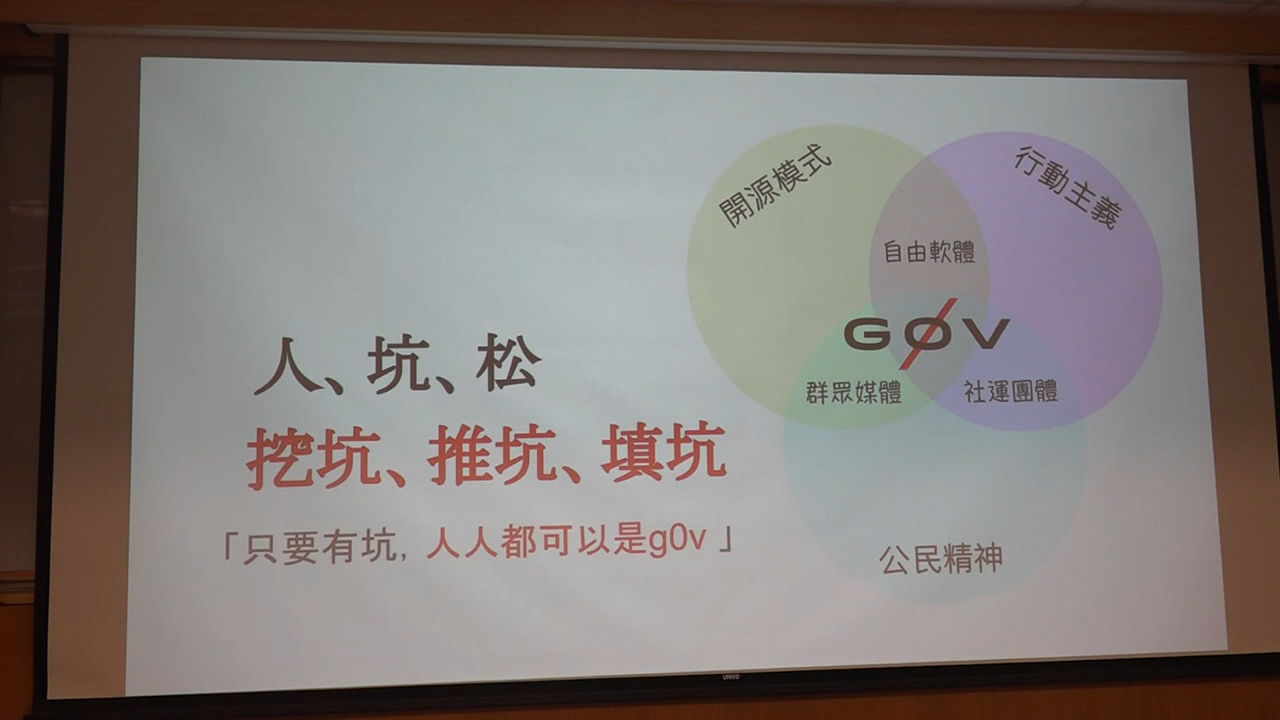 人、坑、松
挖坑、推坑、填坑
「只要有坑, 人人都可以是g0v」
開源模式
行動主義
自由軟體
GØV
群眾媒體
社運團體
公民精神